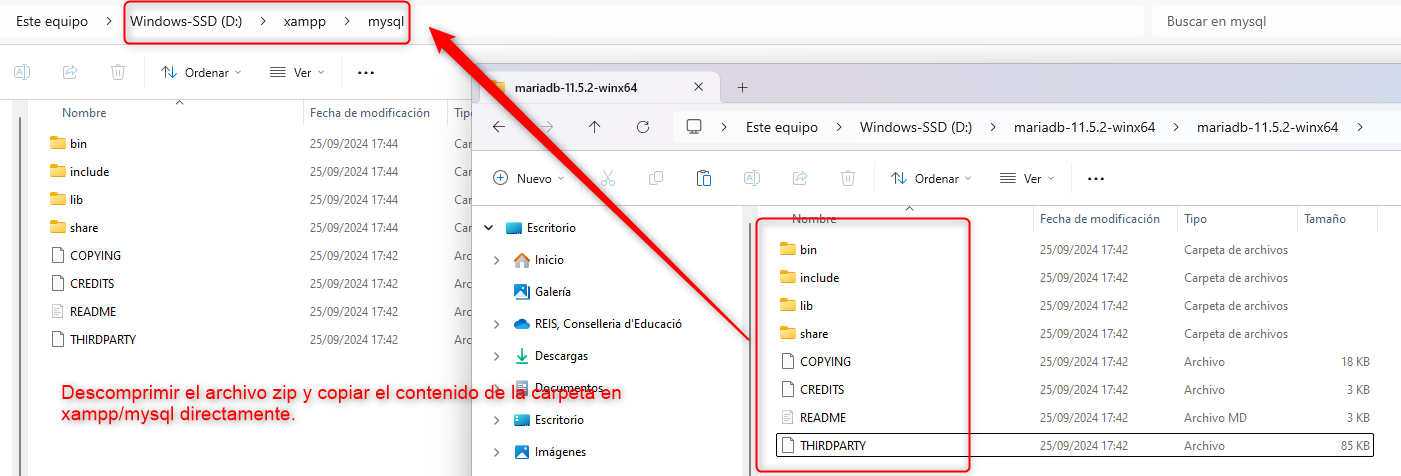 Este equipo > Windows-SSD (D:) > xampp > mysql
Buscar en mysql
Ordenar
Ver
Nombre
Fecha de modificación
Tip
bin 25/09/2024 17:44 Car
include 25/09/2024 17:44 Car
lib 25/09/2024 17:44 Car
share 25/09/2024 17:44 Car
COPYING 25/09/2024 17:42 Arc
CREDITS 25/09/2024 17:42 Arc
README 25/09/2024 17:42 Arc
THIRDPARTY 25/09/2024 17:42 Arc
Descomprimir el archivo zip y copiar el contenido de la carpeta en
xampp/mysql directamente.
mariadb-11.5.2-winx64
Este equipo > Windows-SSD (D:) > mariadb-11.5.2-winx64 > mariadb-11.5.2-winx64 >
Nuevo
Ordenar
Ver
Escritorio
Inicio
Galería
REIS, Conselleria d'Educació
Descargas
Documentos
Escritorio
Imágenes
Nombre Fecha de modificación Tipo Tamaño
bin 25/09/2024 17:42 Carpeta de archivos
include 25/09/2024 17:42 Carpeta de archivos
lib 25/09/2024 17:42 Carpeta de archivos
share 25/09/2024 17:42 Carpeta de archivos
COPYING 25/09/2024 17:42 Archivo 18 KB
CREDITS 25/09/2024 17:42 Archivo 3 KB
README 25/09/2024 17:42 Archivo MD 3 KB
THIRDPARTY 25/09/2024 17:42 Archivo 85 KB